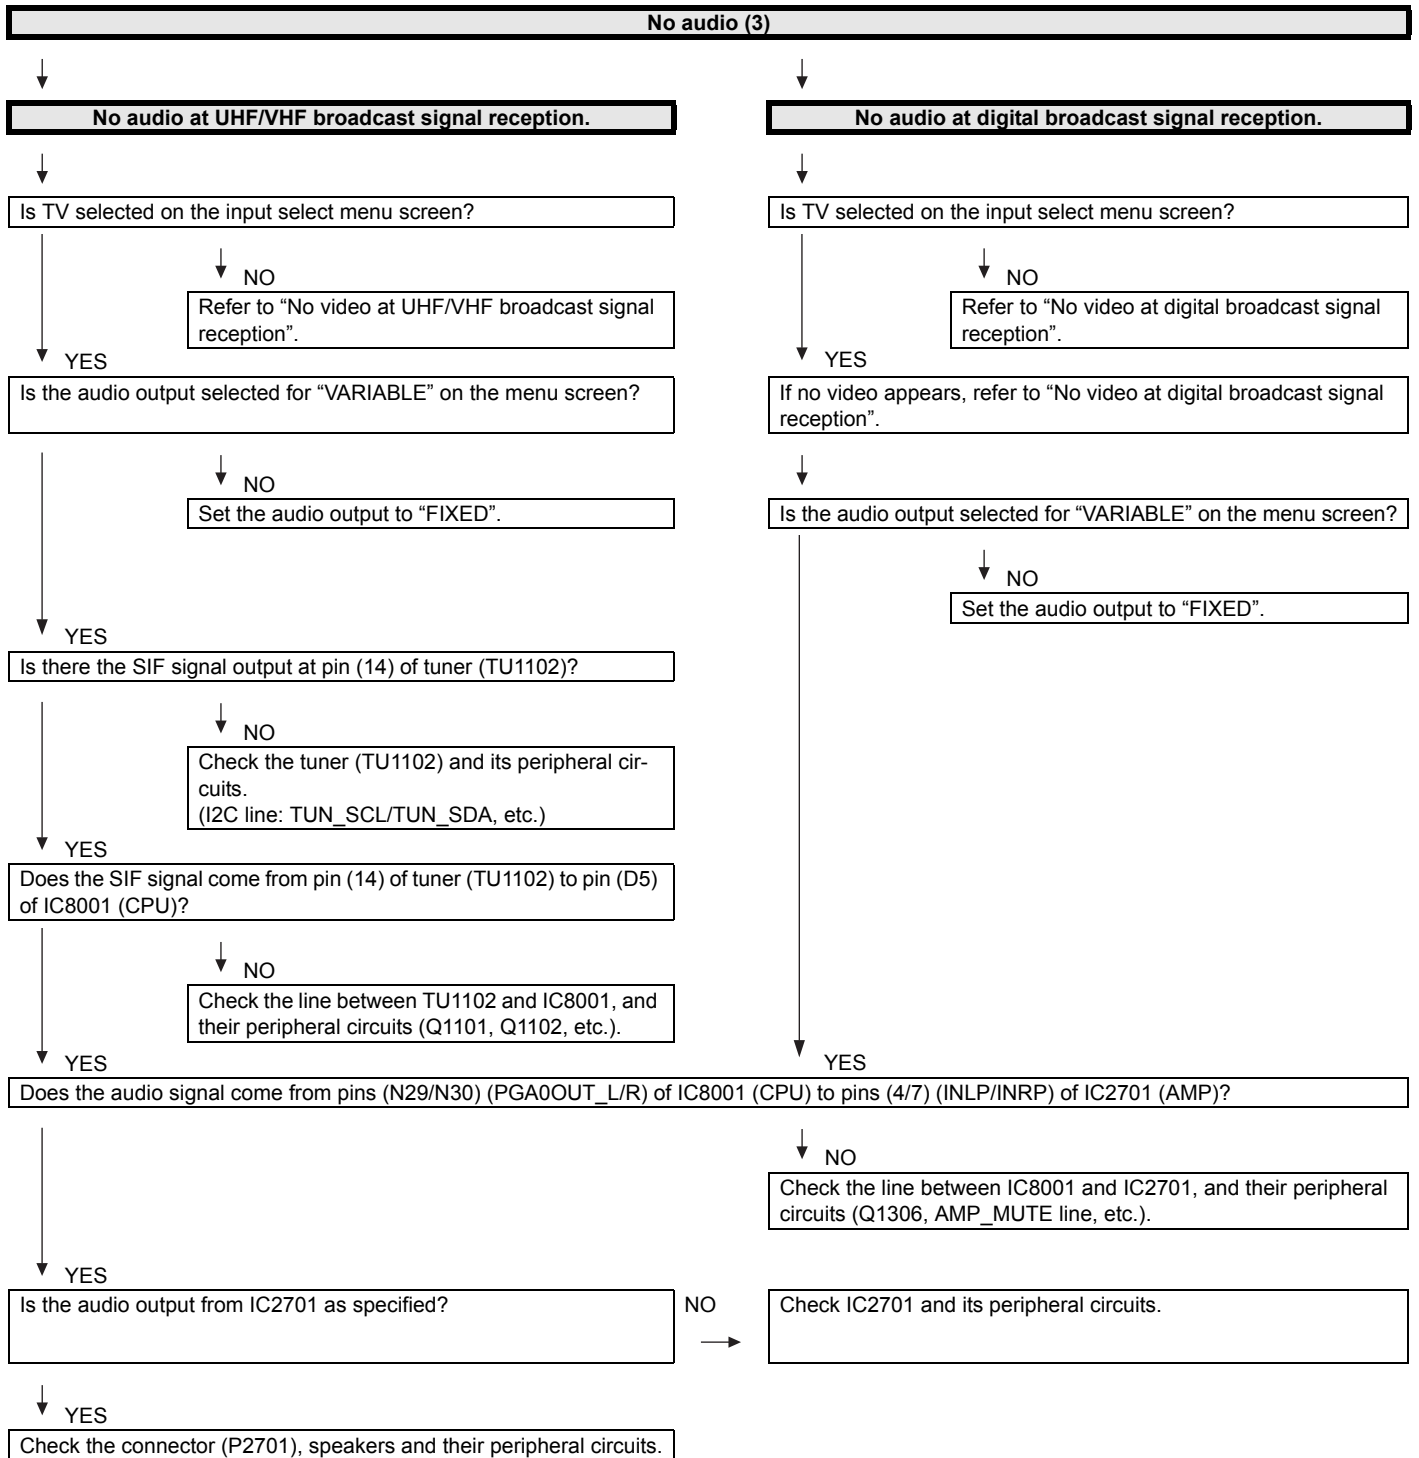 No audio (3)
No audio at UHF/VHF broadcast signal reception.
No audio at digital broadcast signal reception.
Is TV selected on the input select menu screen?
Is TV selected on the input select menu screen?
NO
NO
Refer to “No video at UHF/VHF broadcast signal
reception”.
Refer to “No video at digital broadcast signal
reception”.
YES
YES
Is the audio output selected for “VARIABLE” on the menu screen?
If no video appears, refer to “No video at digital broadcast signal
reception”.
NO
Set the audio output to “FIXED”.
Is the audio output selected for “VARIABLE” on the menu screen?
NO
Set the audio output to “FIXED”.
YES
Is there the SIF signal output at pin (14) of tuner (TU1102)?
NO
Check the tuner (TU1102) and its peripheral cir-
cuits.
(I2C line: TUN_SCL/TUN_SDA, etc.)
YES
Does the SIF signal come from pin (14) of tuner (TU1102) to pin (D5)
of IC8001 (CPU)?
NO
Check the line between TU1102 and IC8001, and
their peripheral circuits (Q1101, Q1102, etc.).
YES
YES
Does the audio signal come from pins (N29/N30) (PGA0OUT_L/R) of IC8001 (CPU) to pins (4/7) (INLP/INRP) of IC2701 (AMP)?
NO
Check the line between IC8001 and IC2701, and their peripheral
circuits (Q1306, AMP_MUTE line, etc.).
YES
Is the audio output from IC2701 as specified?
NO
Check IC2701 and its peripheral circuits.
YES
Check the connector (P2701), speakers and their peripheral circuits.